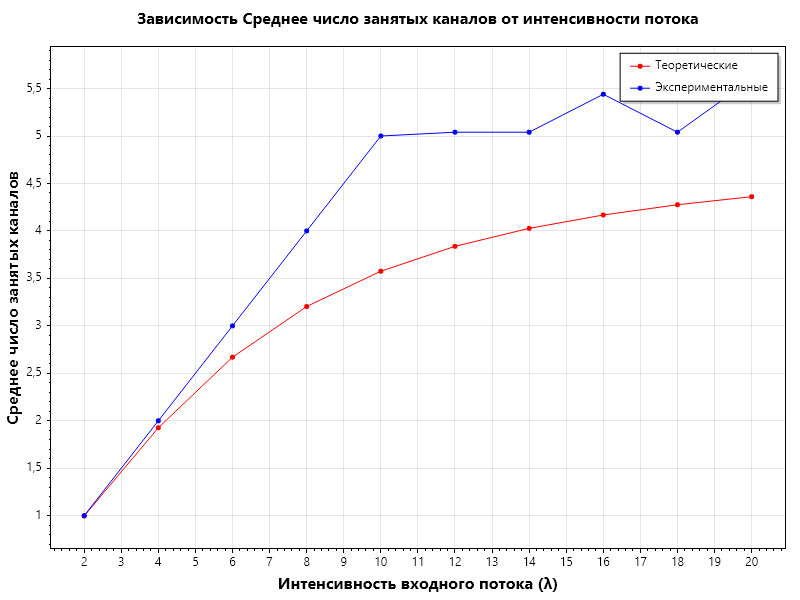 Зависимость Среднее число занятых каналов от интенсивности потока
Теоретические
Экспериментальные
5,5
5
4,5
4
3,5
3
2,5
2
1,5
1
Среднее число занятых каналов
2 3 4 5 6 7 8 9 10 11 12 13 14 15 16 17 18 19 20
Интенсивность входного потока (λ)